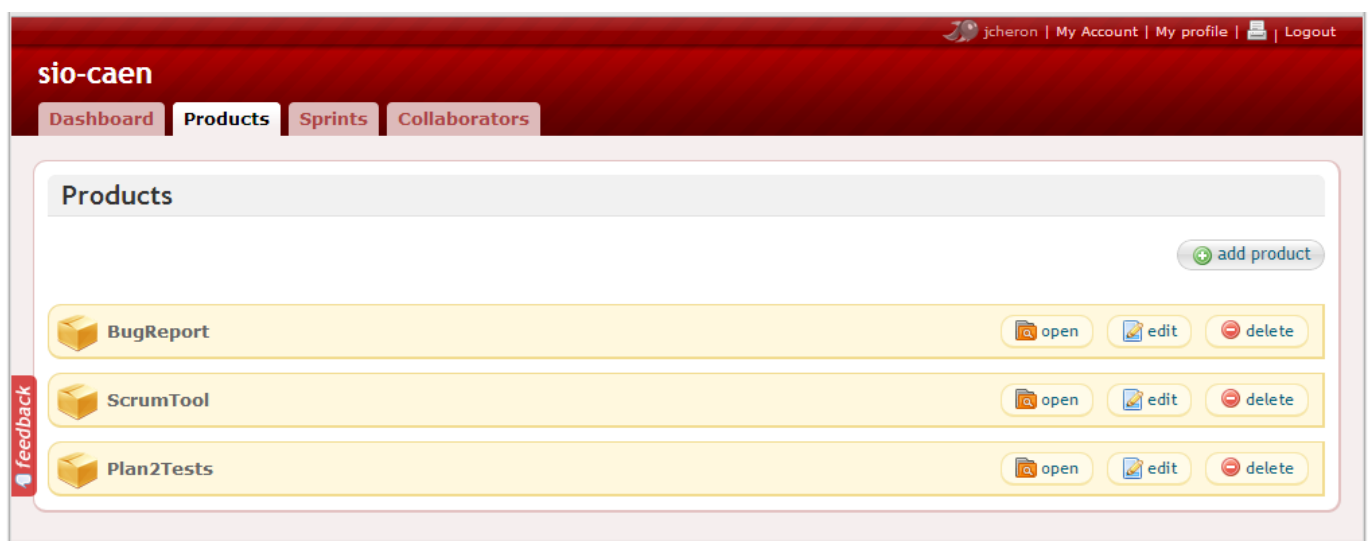 jcheron | My Account | My profile | | Logout
sio-caen
Dashboard Products Sprints Collaborators
Products
add product
BugReport open edit delete
feedback
ScrumTool open edit delete
Plan2Tests open edit delete